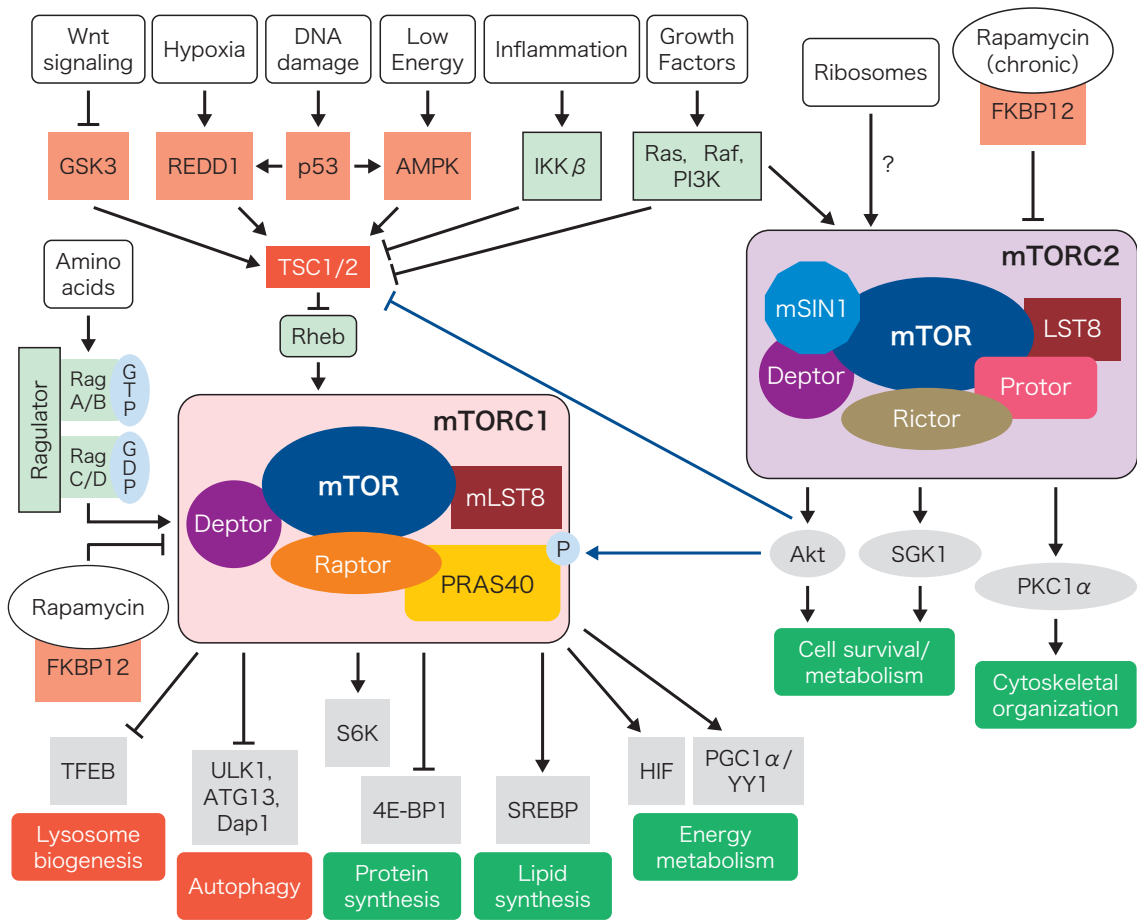 Wnt
signaling
Hypoxia
DNA
damage
Low
Energy
Inflammation
Growth
Factors
Ribosomes
Rapamycin
(chronic)
FKBP12
GSK3
REDD1
p53
AMPK
IKKβ
Ras, Raf,
PI3K
?
Amino
acids
TSC1/2
Rheb
mTORC2
mSIN1
mTOR
LST8
Deptor
Protor
Rictor
Ragulator
Rag
A/B
G
T
P
Rag
C/D
G
D
P
mTORC1
mTOR
mLST8
Deptor
Raptor
PRAS40
P
Akt
SGK1
PKC1α
Rapamycin
FKBP12
Cell survival/
metabolism
Cytoskeletal
organization
TFEB
ULK1,
ATG13,
Dap1
S6K
4E-BP1
SREBP
HIF
PGC1α/
YY1
Lysosome
biogenesis
Autophagy
Protein
synthesis
Lipid
synthesis
Energy
metabolism